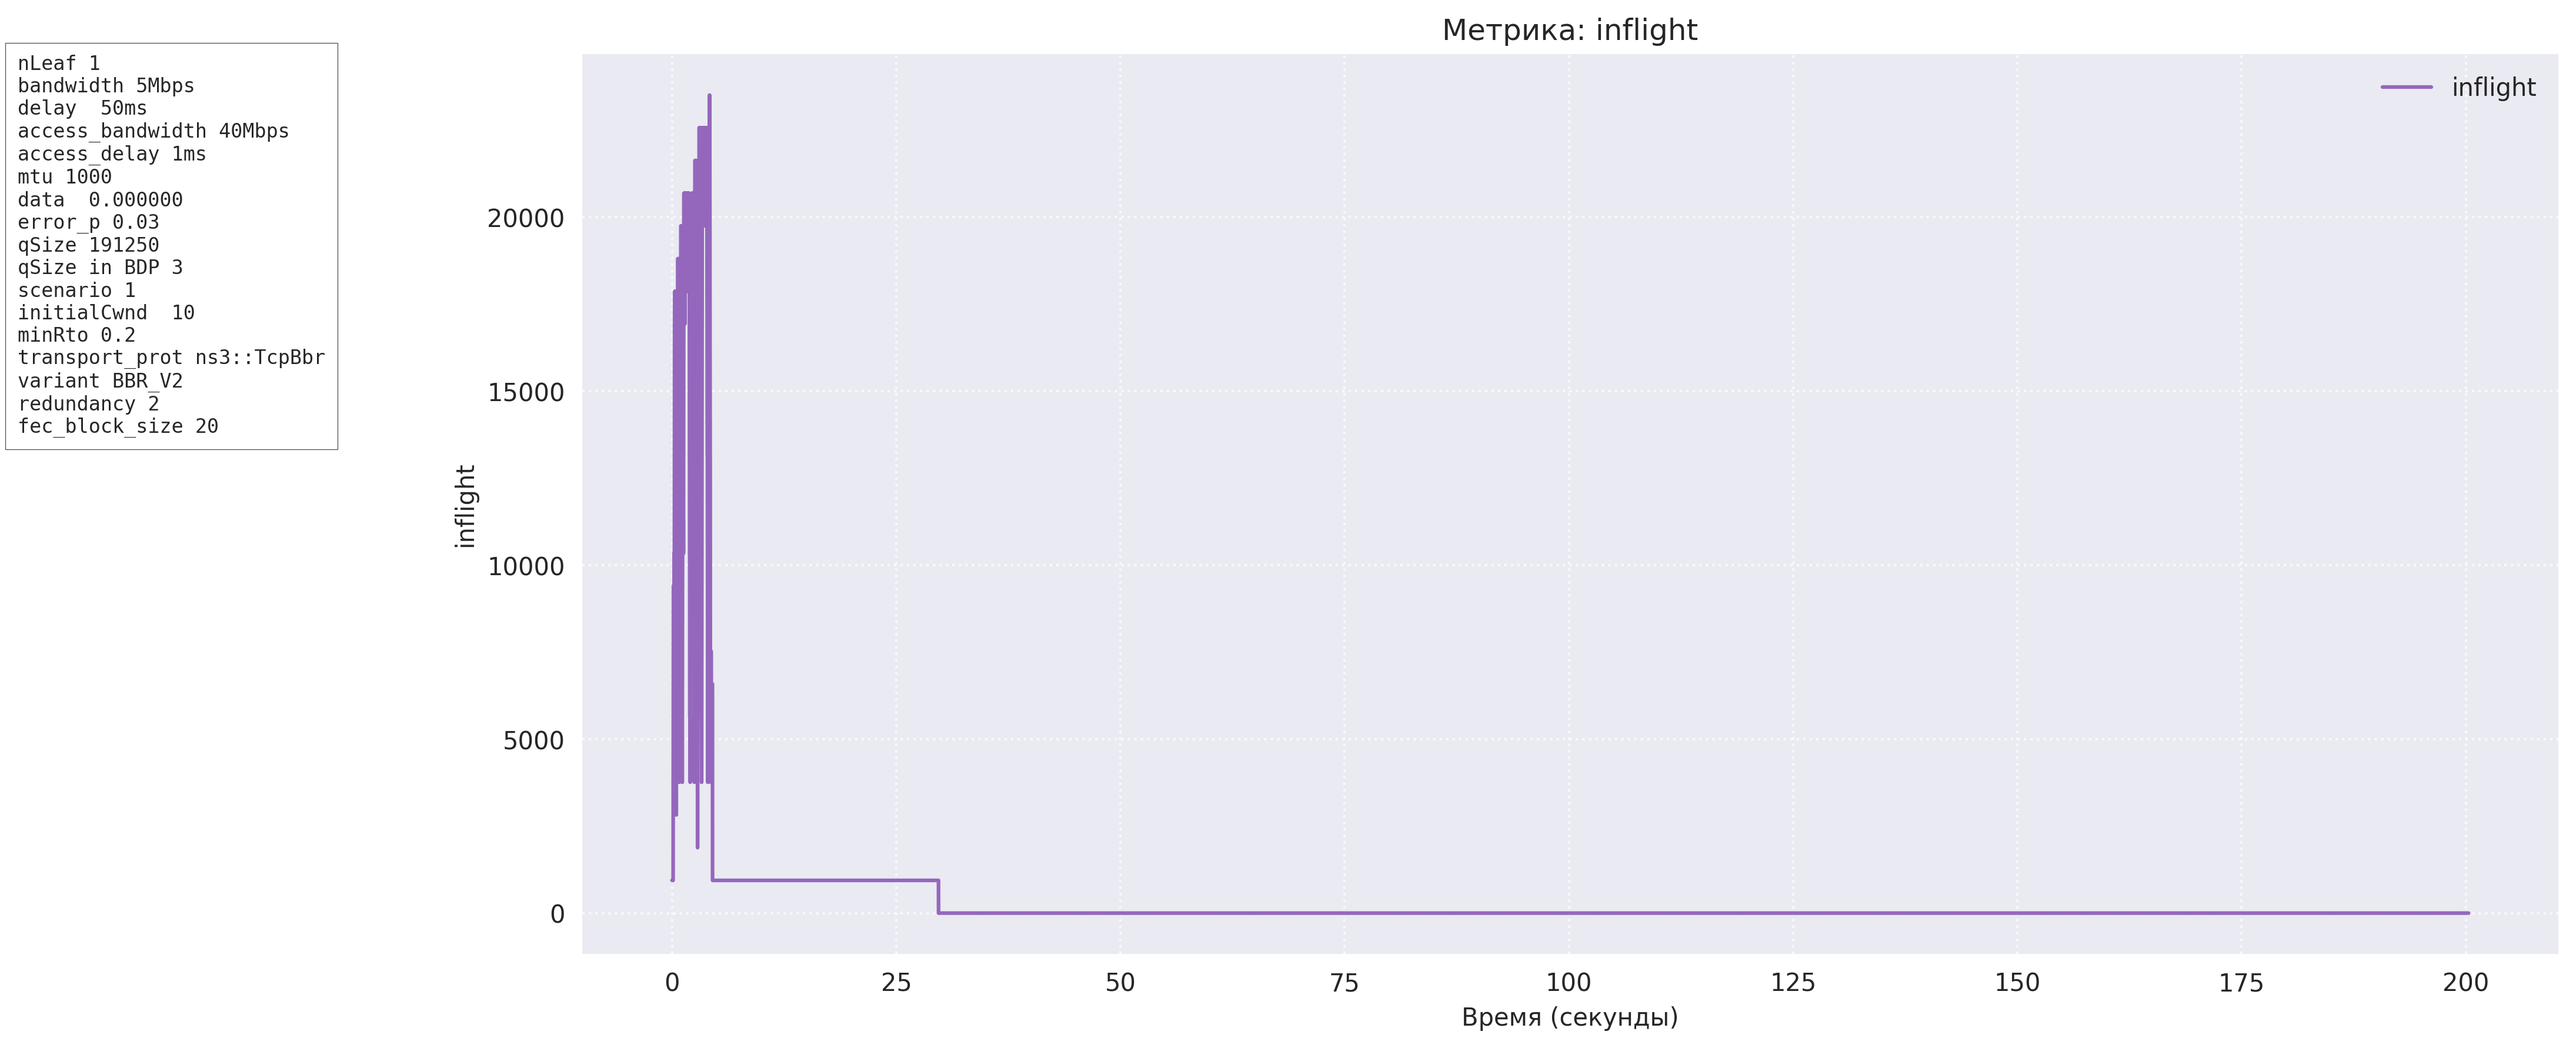 Метрика: inflight
nLeaf 1
bandwidth 5Mbps
delay  50ms
access_bandwidth 40Mbps
access_delay 1ms
mtu 1000
data  0.000000
error_p 0.03
qSize 191250
qSize in BDP 3
scenario 1
initialCwnd  10
minRto 0.2
transport_prot ns3::TcpBbr
variant BBR_V2
redundancy 2
fec_block_size 20
inflight
inflight
20000
15000
10000
5000
0
0 25 50 75 100 125 150 175 200
Время (секунды)